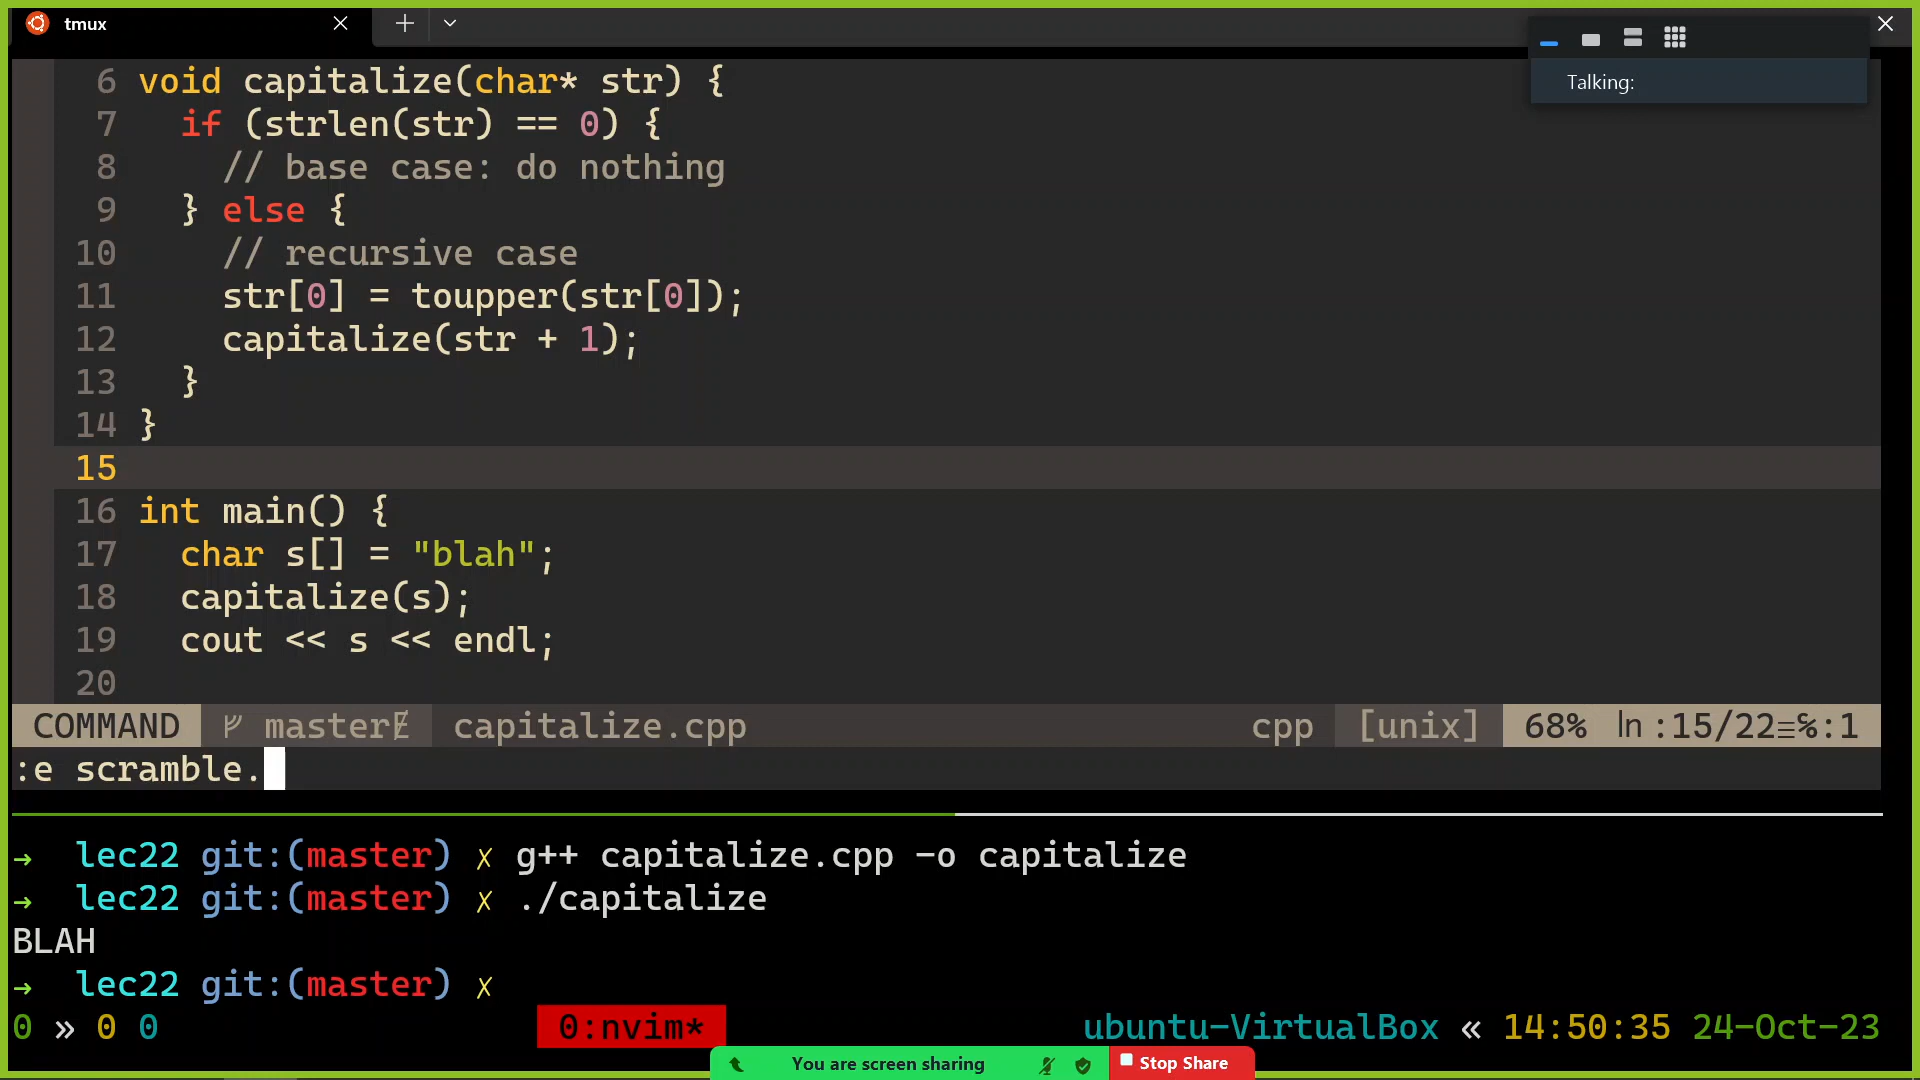 tmux
Talking:
6 void capitalize(char* str) {
7 if (strlen(str) == 0) {
8 // base case: do nothing
9 } else {
10 // recursive case
11 str[0] = toupper(str[0]);
12 capitalize(str + 1);
13 }
14 }
15
16 int main() {
17 char s[] = "blah";
18 capitalize(s);
19 cout << s << endl;
20
COMMAND master capitalize.cpp cpp [unix] 68% ln :15/22 :1
:e scramble.
→ lec22 git:(master) ✗ g++ capitalize.cpp -o capitalize
→ lec22 git:(master) ✗ ./capitalize
BLAH
→ lec22 git:(master) ✗
0 » 0 0 0:nvim* ubuntu-VirtualBox « 14:50:35 24-Oct-23
You are screen sharing Stop Share